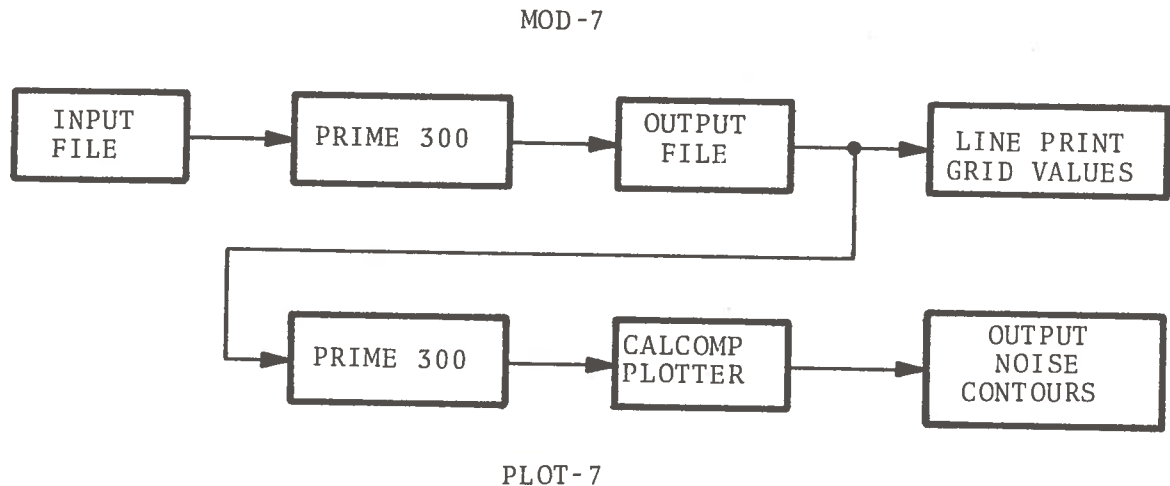 MOD-7
INPUT
FILE
PRIME 300
OUTPUT
FILE
LINE PRINT
GRID VALUES
PRIME 300
CALCOMP
PLOTTER
OUTPUT
NOISE
CONTOURS
PLOT-7